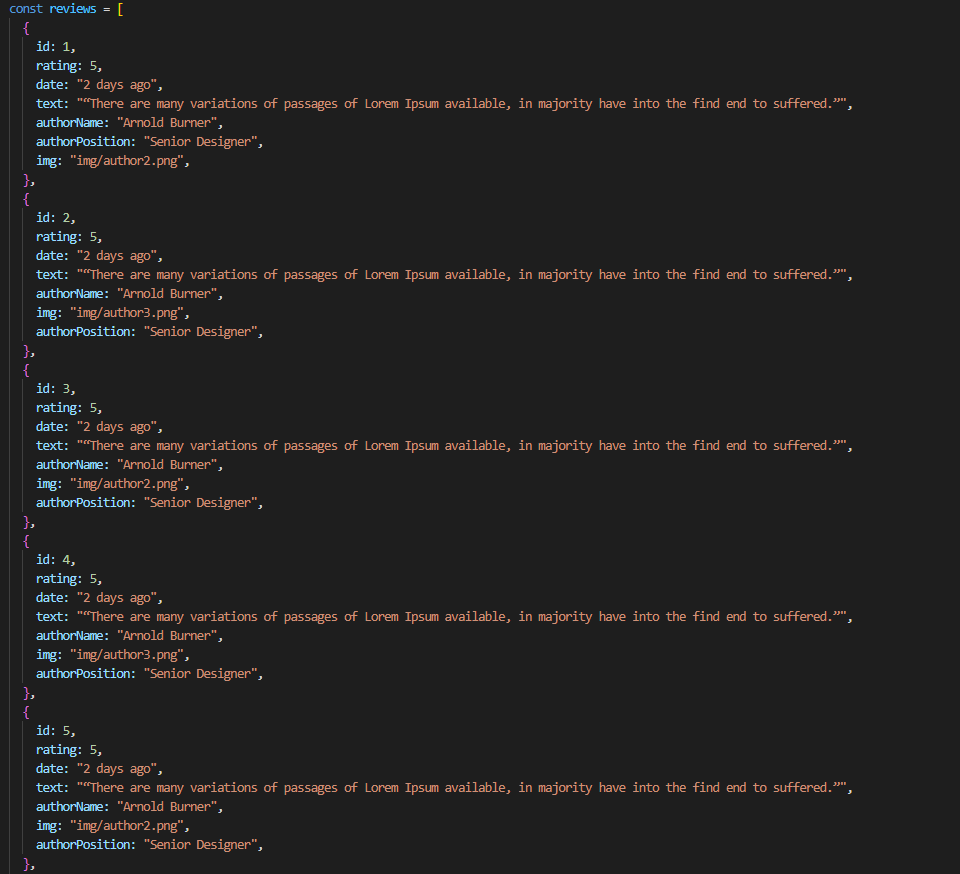 const reviews = [
{
id: 1,
rating: 5,
date: "2 days ago",
text: "“There are many variations of passages of Lorem Ipsum available, in majority have into the find end to suffered.”",
authorName: "Arnold Burner",
authorPosition: "Senior Designer",
img: "img/author2.png",
},
{
id: 2,
rating: 5,
date: "2 days ago",
text: "“There are many variations of passages of Lorem Ipsum available, in majority have into the find end to suffered.”",
authorName: "Arnold Burner",
img: "img/author3.png",
authorPosition: "Senior Designer",
},
{
id: 3,
rating: 5,
date: "2 days ago",
text: "“There are many variations of passages of Lorem Ipsum available, in majority have into the find end to suffered.”",
authorName: "Arnold Burner",
img: "img/author2.png",
authorPosition: "Senior Designer",
},
{
id: 4,
rating: 5,
date: "2 days ago",
text: "“There are many variations of passages of Lorem Ipsum available, in majority have into the find end to suffered.”",
authorName: "Arnold Burner",
img: "img/author3.png",
authorPosition: "Senior Designer",
},
{
id: 5,
rating: 5,
date: "2 days ago",
text: "“There are many variations of passages of Lorem Ipsum available, in majority have into the find end to suffered.”",
authorName: "Arnold Burner",
img: "img/author2.png",
authorPosition: "Senior Designer",
},